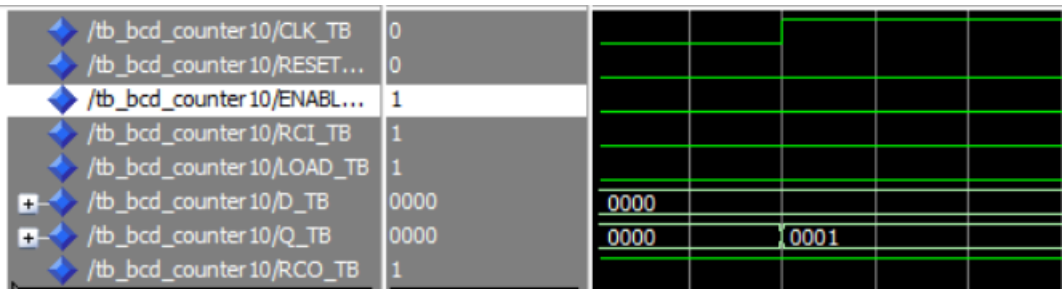 /tb_bcd_counter10/CLK_TB 0
/tb_bcd_counter10/RESET... 0
/tb_bcd_counter10/ENABL... 1
/tb_bcd_counter10/RCI_TB 1
/tb_bcd_counter10/LOAD_TB 1
/tb_bcd_counter10/D_TB 0000 0000
/tb_bcd_counter10/Q_TB 0000 0000 0001
/tb_bcd_counter10/RCO_TB 1